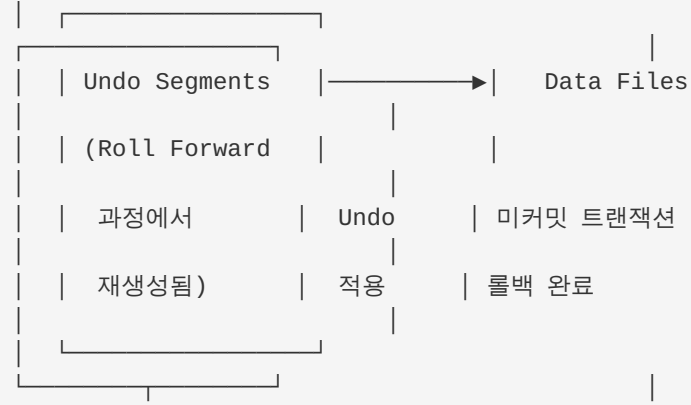 Undo Segments Data Files
(Roll Forward
과정에서 Undo 미커밋 트랜잭션
재생성됨) 적용 롤백 완료